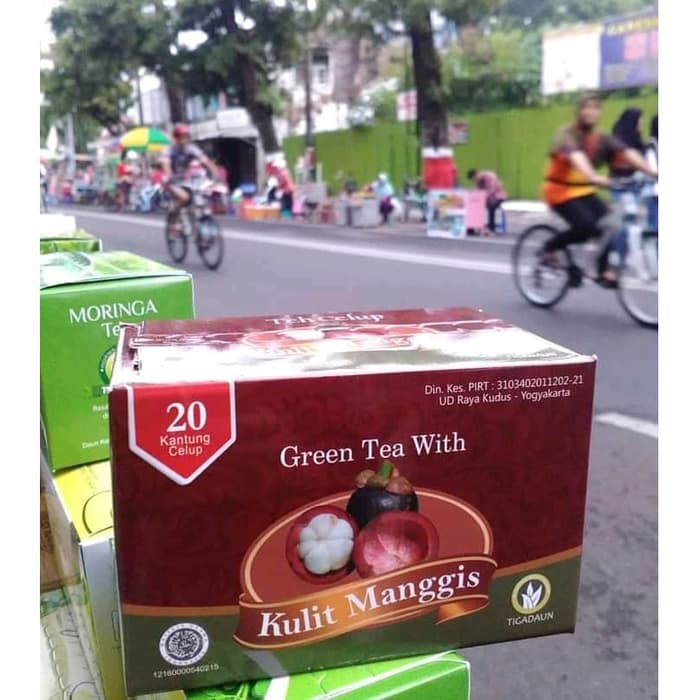 MORINGA
Teh Celup
Din. Kes. PIRT : 3103402011202-21
UD Raya Kudus - Yogyakarta
20
Kantung
Celup
Green Tea With
Kulit Manggis
TIGADAUN
12160000540215